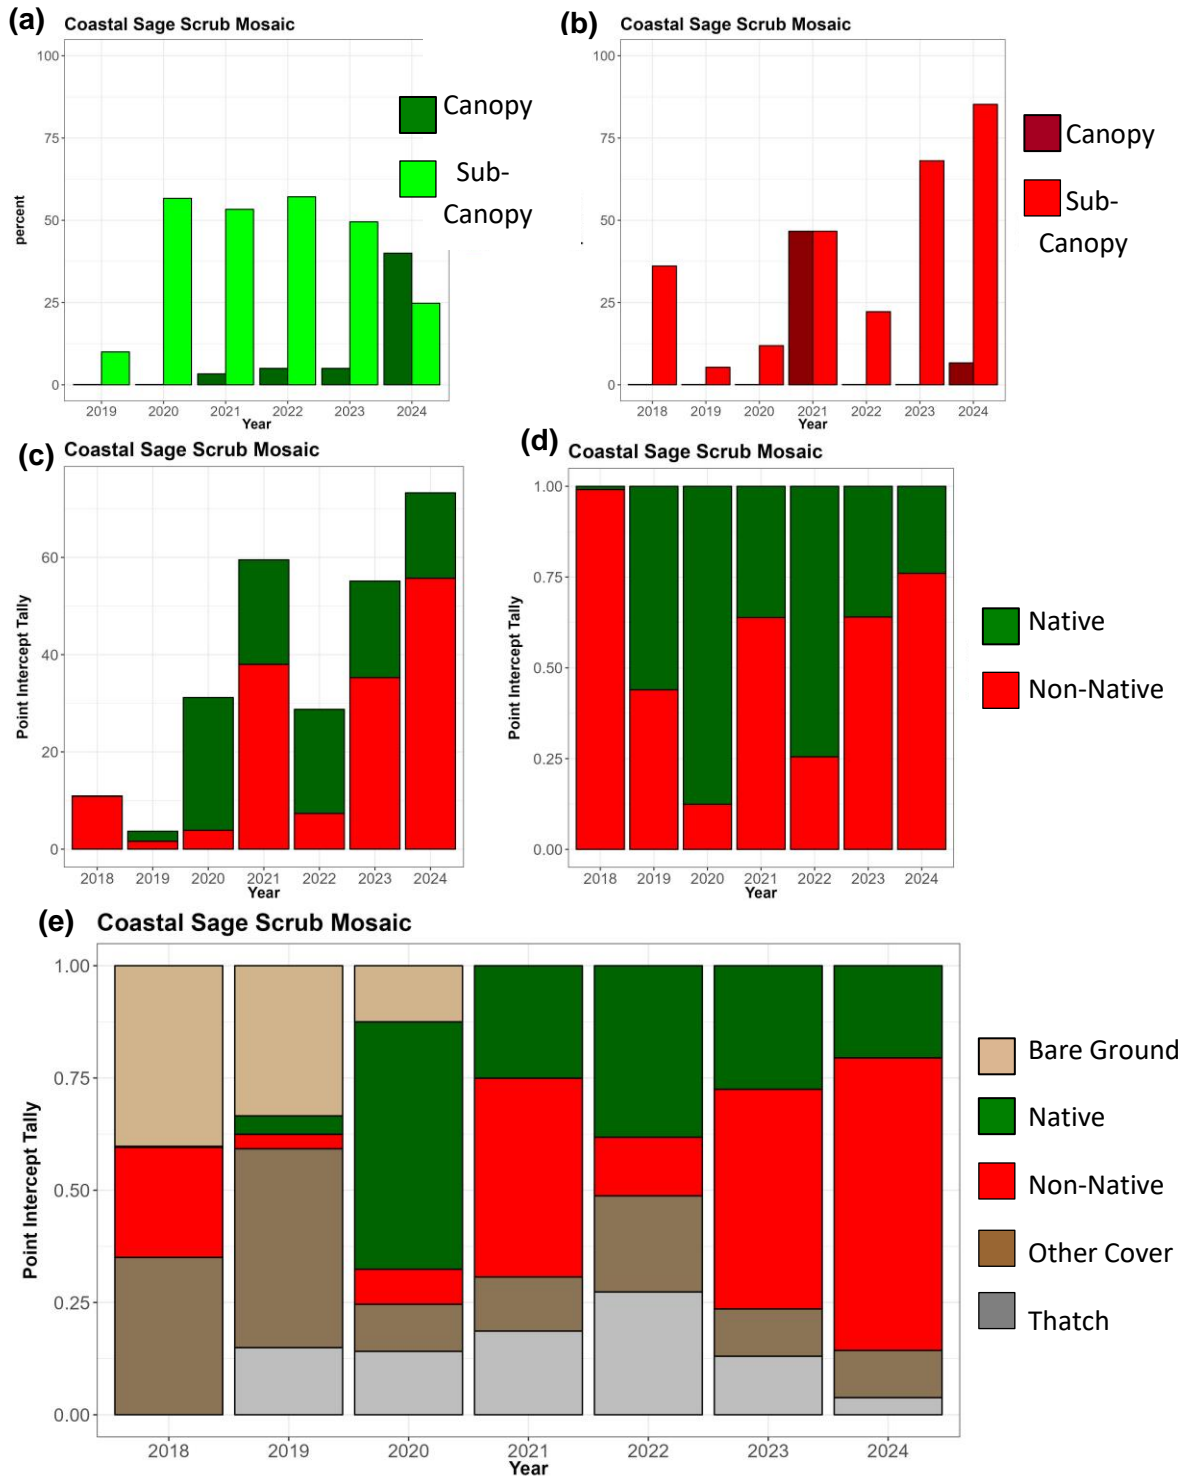 (a)
Coastal Sage Scrub Mosaic
100
75
50
25
0
percent
2019 2020 2021 2022 2023 2024
Year
Canopy
Sub-
Canopy
(b)
Coastal Sage Scrub Mosaic
100
75
50
25
0
2018 2019 2020 2021 2022 2023 2024
Year
Canopy
Sub-
Canopy
(c)
Coastal Sage Scrub Mosaic
60
40
20
0
Point Intercept Tally
2018 2019 2020 2021 2022 2023 2024
Year
(d)
Coastal Sage Scrub Mosaic
1.00
0.75
0.50
0.25
0.00
Point Intercept Tally
2018 2019 2020 2021 2022 2023 2024
Year
Native
Non-Native
(e)
Coastal Sage Scrub Mosaic
1.00
0.75
0.50
0.25
0.00
Point Intercept Tally
2018 2019 2020 2021 2022 2023 2024
Year
Bare Ground
Native
Non-Native
Other Cover
Thatch